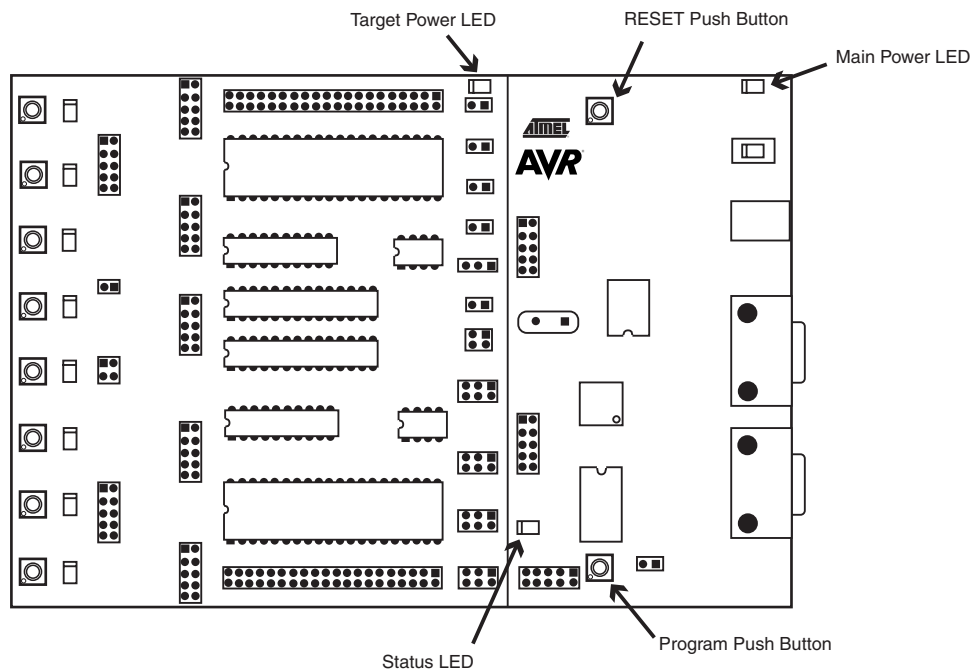 Target Power LED
RESET Push Button
Main Power LED
ATMEL
AVR
Program Push Button
Status LED